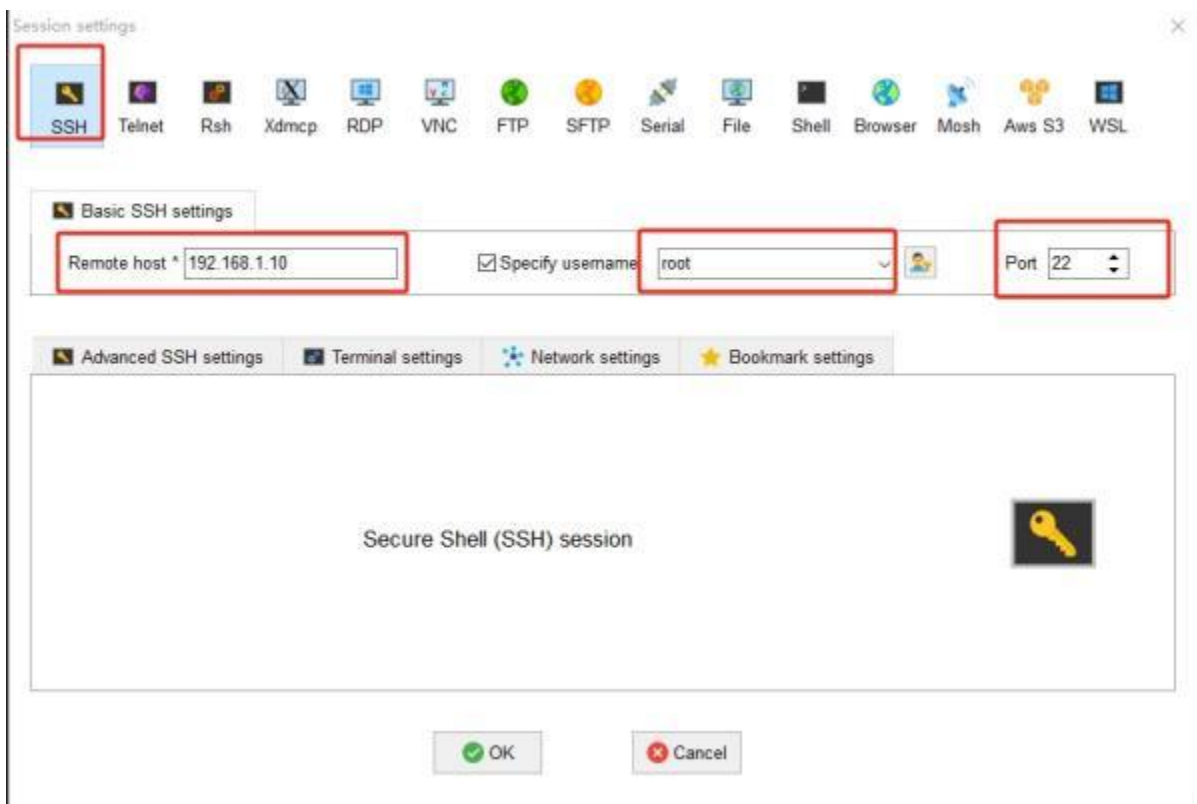 Session settings
SSH Telnet Rsh Xdmcp RDP VNC FTP SFTP Serial File Shell Browser Mosh Aws S3 WSL
Basic SSH settings
Remote host * 192.168.1.10 Specify username root Port 22
Advanced SSH settings Terminal settings Network settings Bookmark settings
Secure Shell (SSH) session
OK Cancel